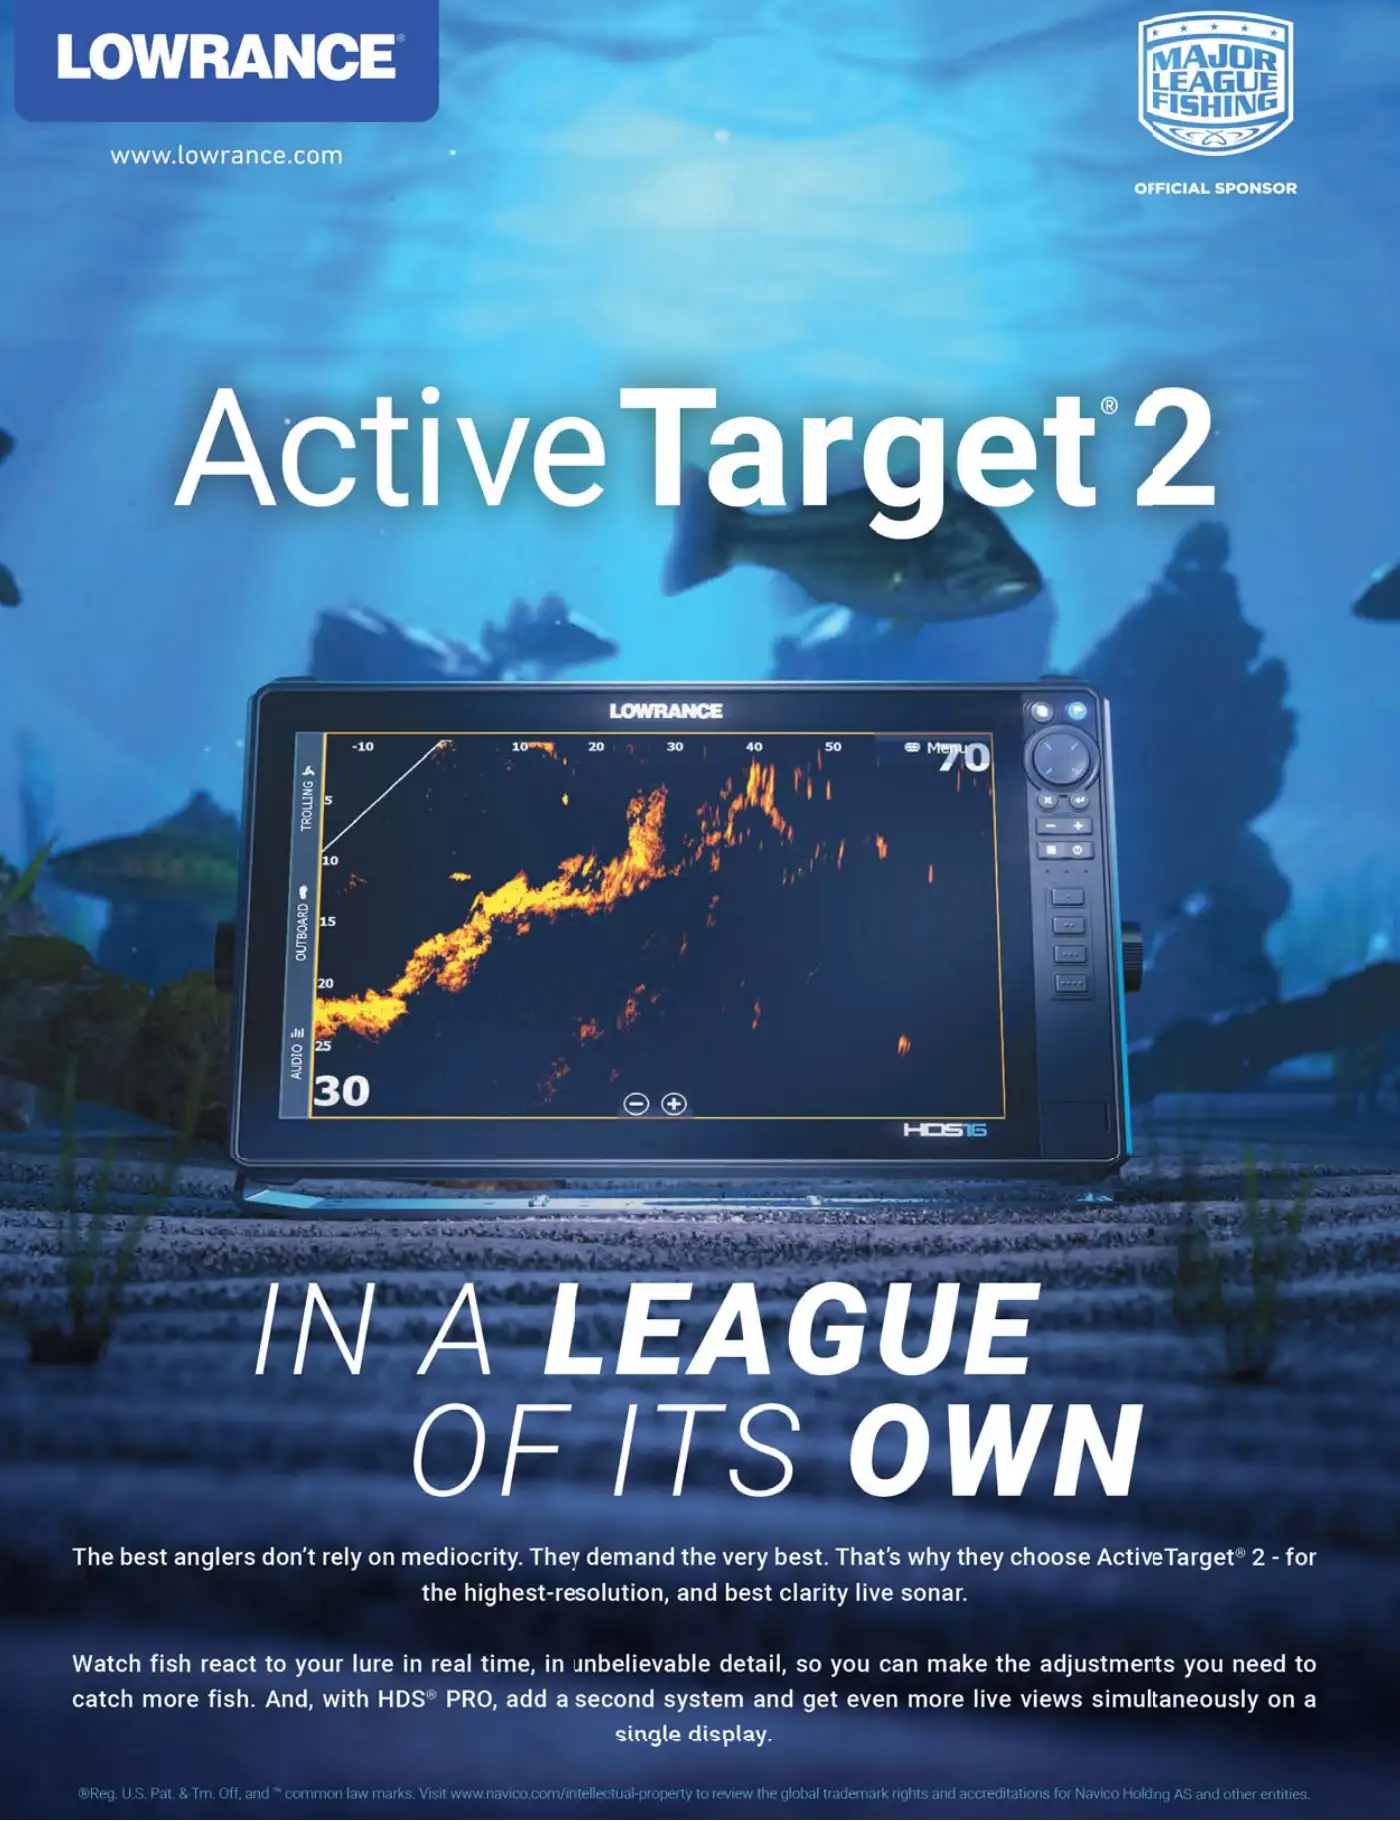 LOWRANCE®
www.lowrance.com
MAJOR
LEAGUE
FISHING
OFFICIAL SPONSOR
ActiveTarget® 2
LOWRANCE
-10 10 20 30 40 50 Menu 70
TROLLING
5
10
OUTBOARD
15
20
AUDIO
25
30
HDS16
IN A LEAGUE
OF ITS OWN
The best anglers don't rely on mediocrity. They demand the very best. That's why they choose ActiveTarget® 2 - for
the highest-resolution, and best clarity live sonar.
Watch fish react to your lure in real time, in unbelievable detail, so you can make the adjustments you need to
catch more fish. And, with HDS® PRO, add a second system and get even more live views simultaneously on a
single display.
®Reg. U.S. Pat. & Tm. Off, and ™ common law marks. Visit www.navico.com/intellectual-property to review the global trademark rights and accreditations for Navico Holding AS and other entities.